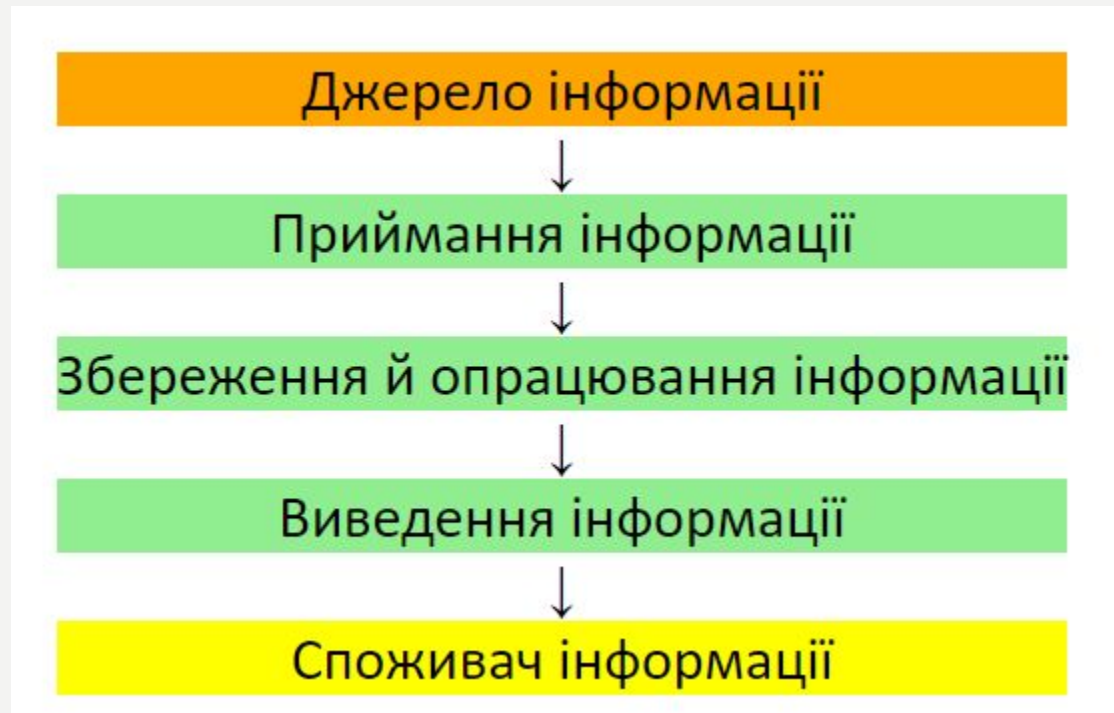 Джерело інформації
↓
Приймання інформації
↓
Збереження й опрацювання інформації
↓
Виведення інформації
↓
Споживач інформації